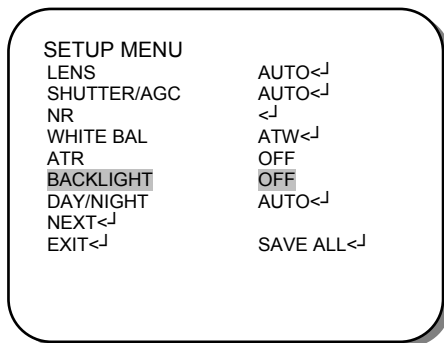 SETUP MENU
LENS AUTO<┘
SHUTTER/AGC AUTO<┘
NR <┘
WHITE BAL ATW<┘
ATR OFF
BACKLIGHT OFF
DAY/NIGHT AUTO<┘
NEXT<┘
EXIT<┘ SAVE ALL<┘